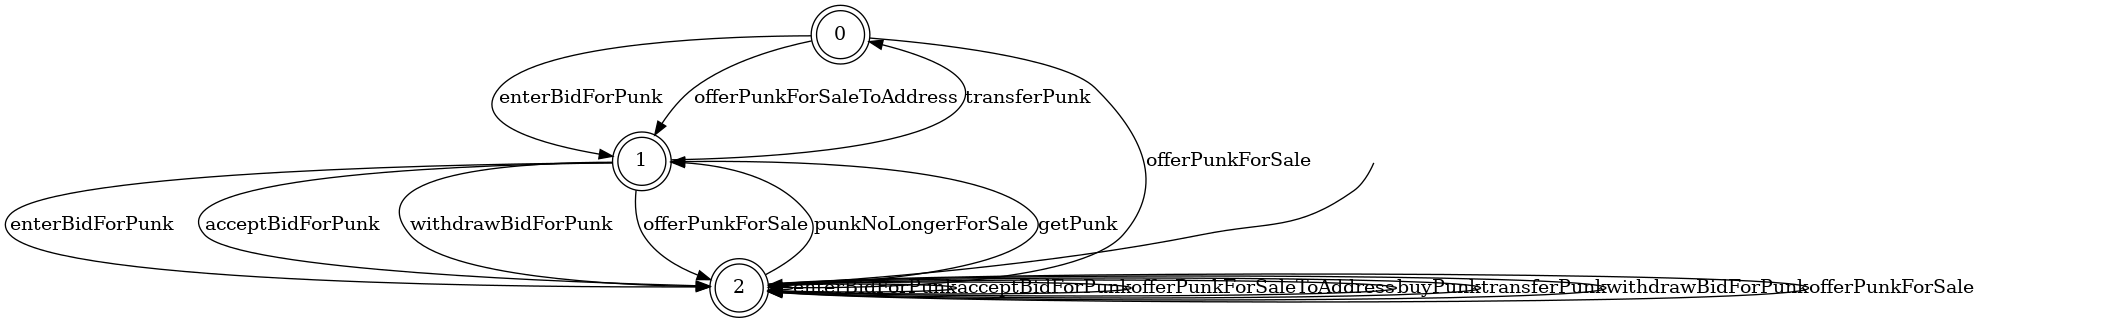 0
enterBidForPunk offerPunkForSaleToAddress transferPunk
1 offerPunkForSale
enterBidForPunk acceptBidForPunk withdrawBidForPunk offerPunkForSale punkNoLongerForSale getPunk
2 enterBidForPunk acceptBidForPunk offerPunkForSaleToAddress buyPunk transferPunk withdrawBidForPunk offerPunkForSale